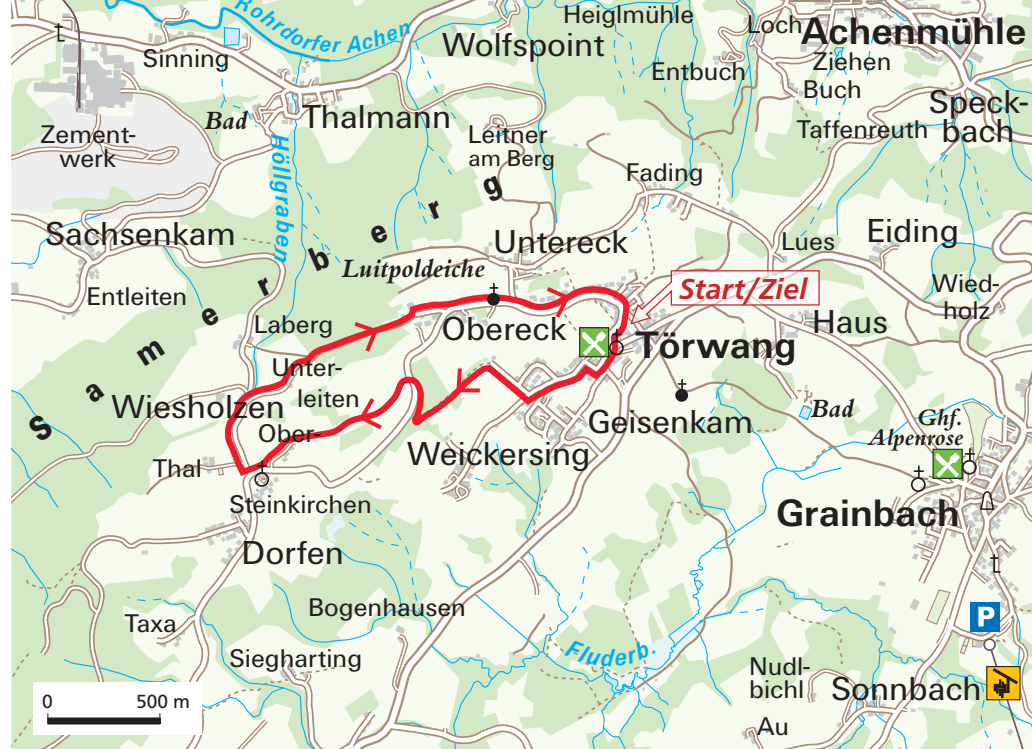 Rohrdorfer Achen
Heiglmühle
Loch
Achenmühle
Sinning
Wolfspoint
Ziehen
Entbuch
Buch
Bad
Thalmann
Speck-
bach
Zement-
werk
Leitner
am Berg
Taffenreuth
Höllgraben
Fading
Samerberg
Sachsenkam
Untereck
Lues
Eiding
Luitpoldeiche
Entleiten
Start/Ziel
Wied-
holz
Laberg
Obereck
Törwang
Haus
Unter-
leiten
Wiesholzen
Ober-
Geisenkam
Bad
Ghf.
Alpenrose
Weickersing
Thal
Steinkirchen
Grainbach
Dorfen
Bogenhausen
Taxa
P
Fluderb.
Siegharting
Nudl-
bichl
Sonnbach
0 500 m
Au